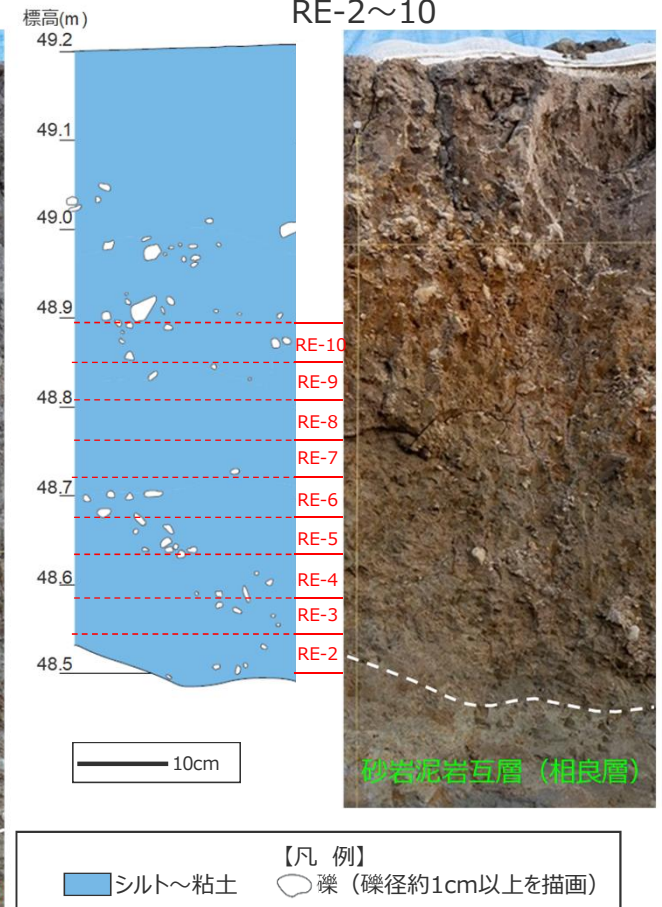 RE-2～10
標高(m)
49.2
49.1
49.0
48.9
RE-10
RE-9
48.8
RE-8
RE-7
48.7
RE-6
RE-5
48.6
RE-4
RE-3
RE-2
48.5
砂岩泥岩互層（相良層）
10cm
【凡 例】
シルト～粘土 礫（礫径約1cm以上を描画）